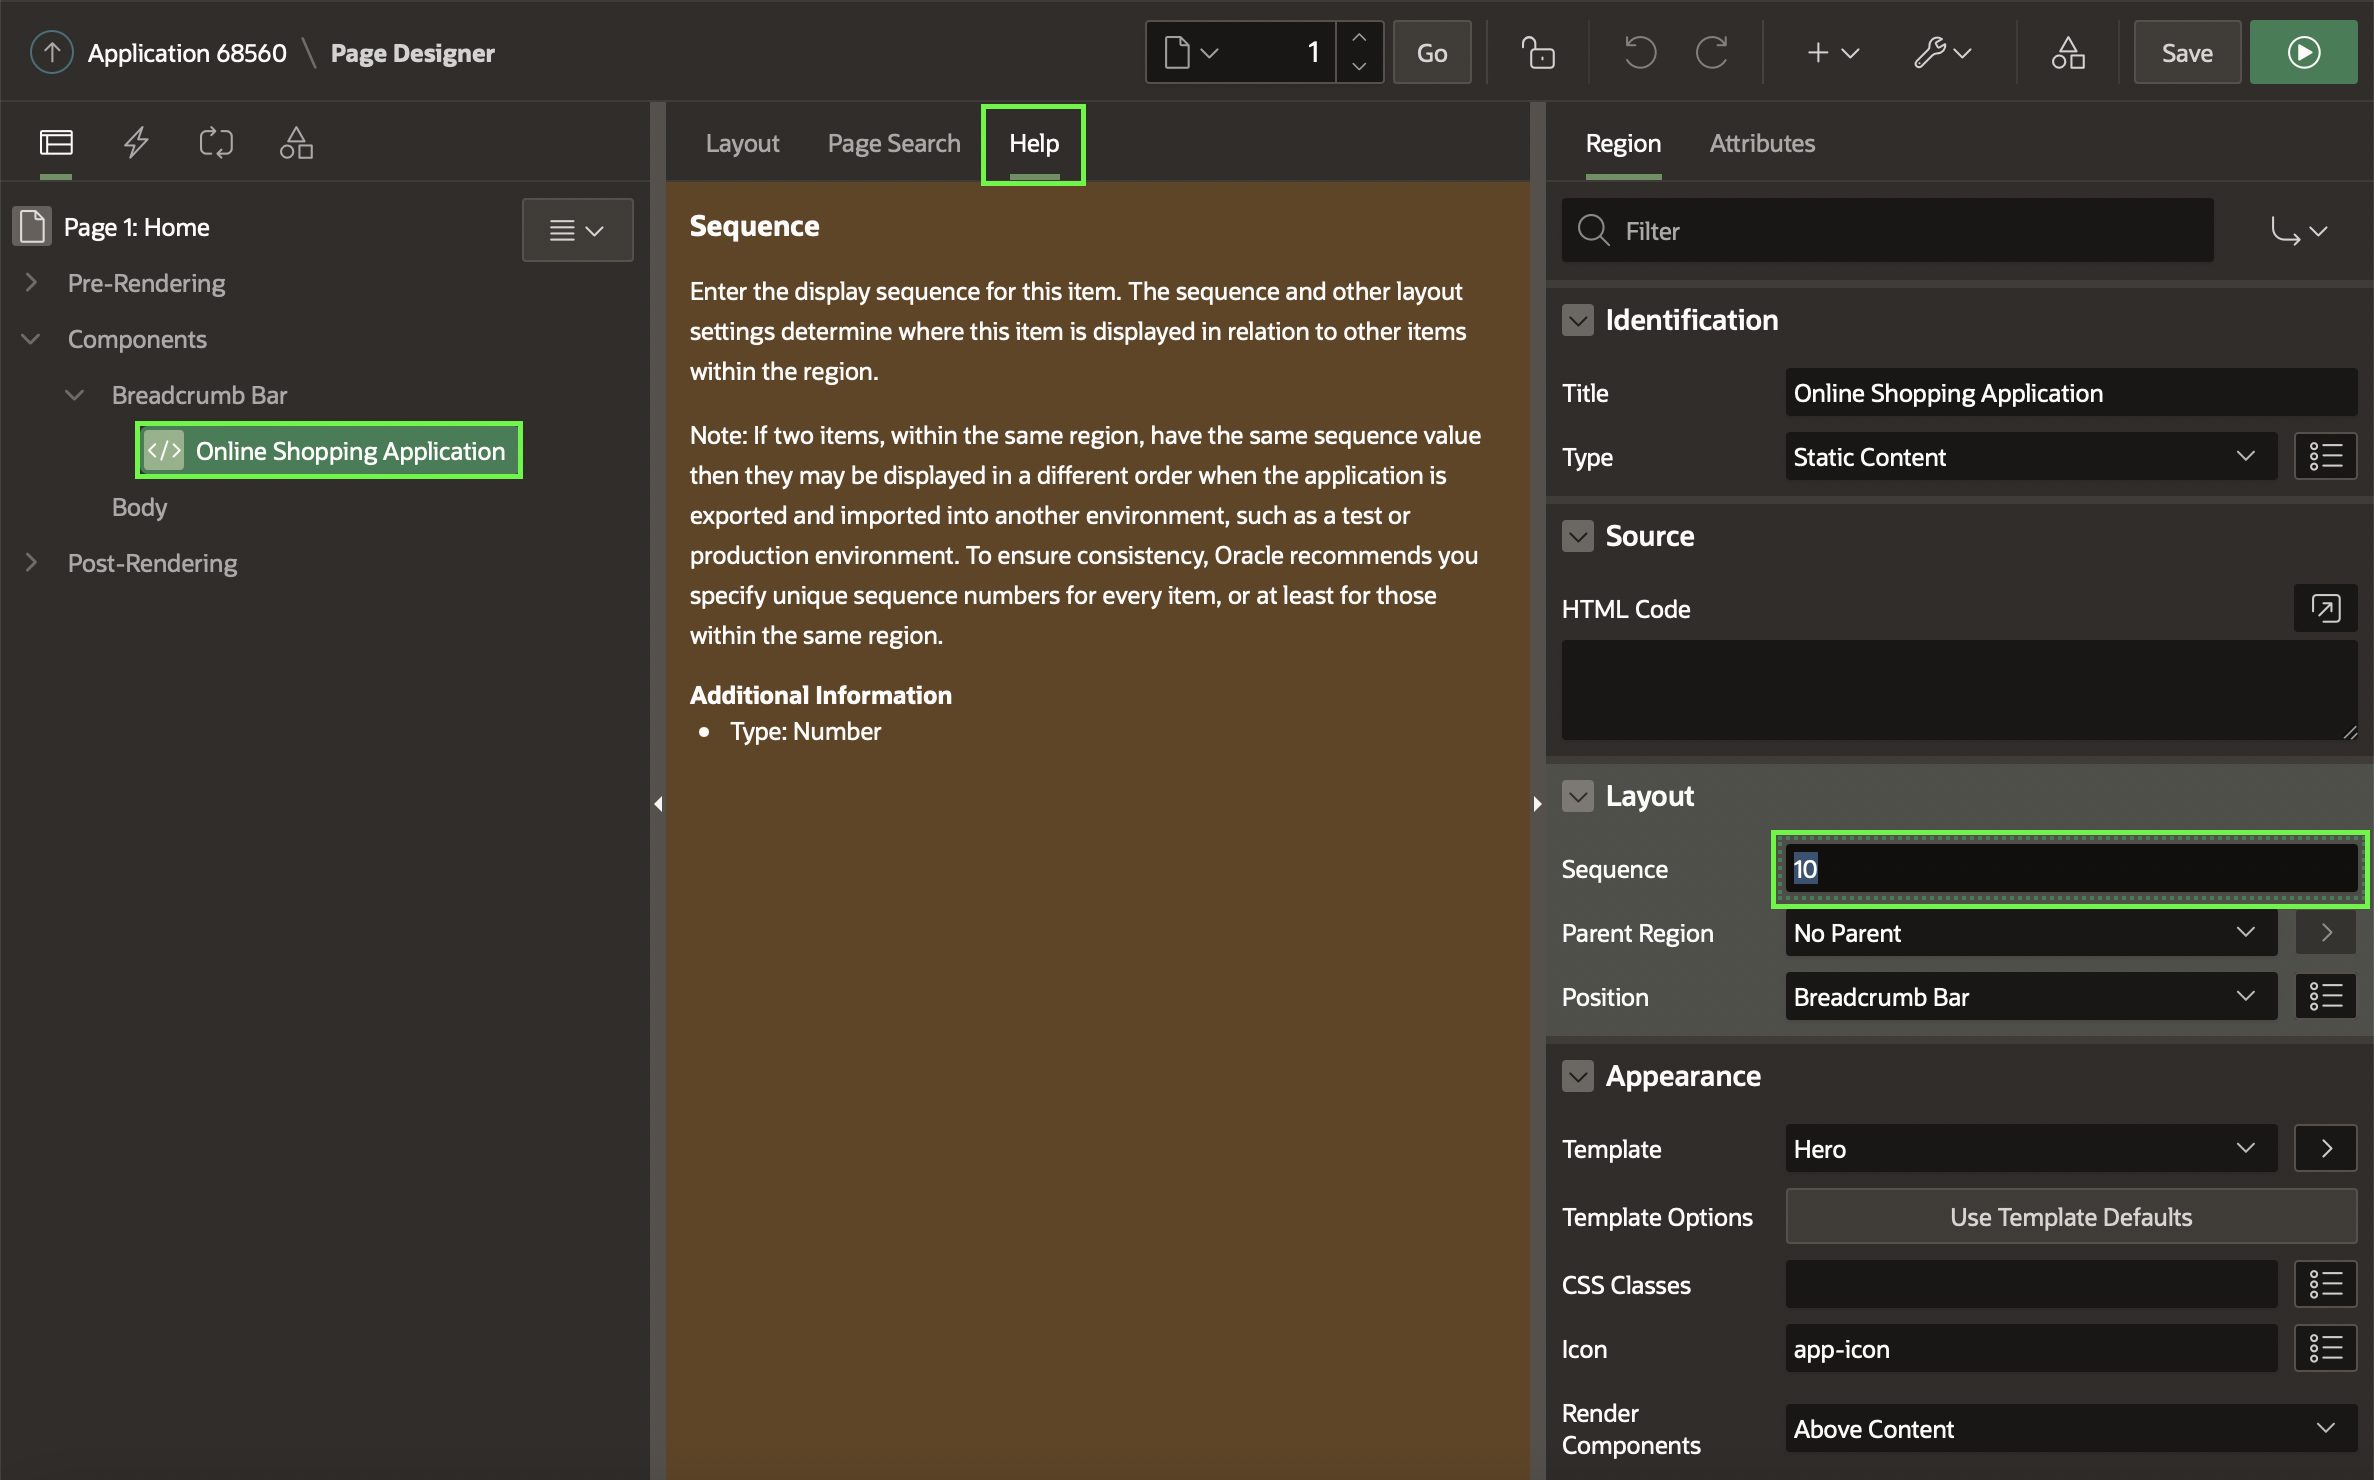 Application 68560 \ Page Designer
1
Go
Save
Page 1: Home
Pre-Rendering
Components
Breadcrumb Bar
</> Online Shopping Application
Body
Post-Rendering
Layout Page Search Help
Sequence
Enter the display sequence for this item. The sequence and other layout
settings determine where this item is displayed in relation to other items
within the region.
Note: If two items, within the same region, have the same sequence value
then they may be displayed in a different order when the application is
exported and imported into another environment, such as a test or
production environment. To ensure consistency, Oracle recommends you
specify unique sequence numbers for every item, or at least for those
within the same region.
Additional Information
• Type: Number
Region Attributes
Filter
Identification
Title Online Shopping Application
Type Static Content
Source
HTML Code
Layout
Sequence 10
Parent Region No Parent
Position Breadcrumb Bar
Appearance
Template Hero
Template Options Use Template Defaults
CSS Classes
Icon app-icon
Render
Components Above Content